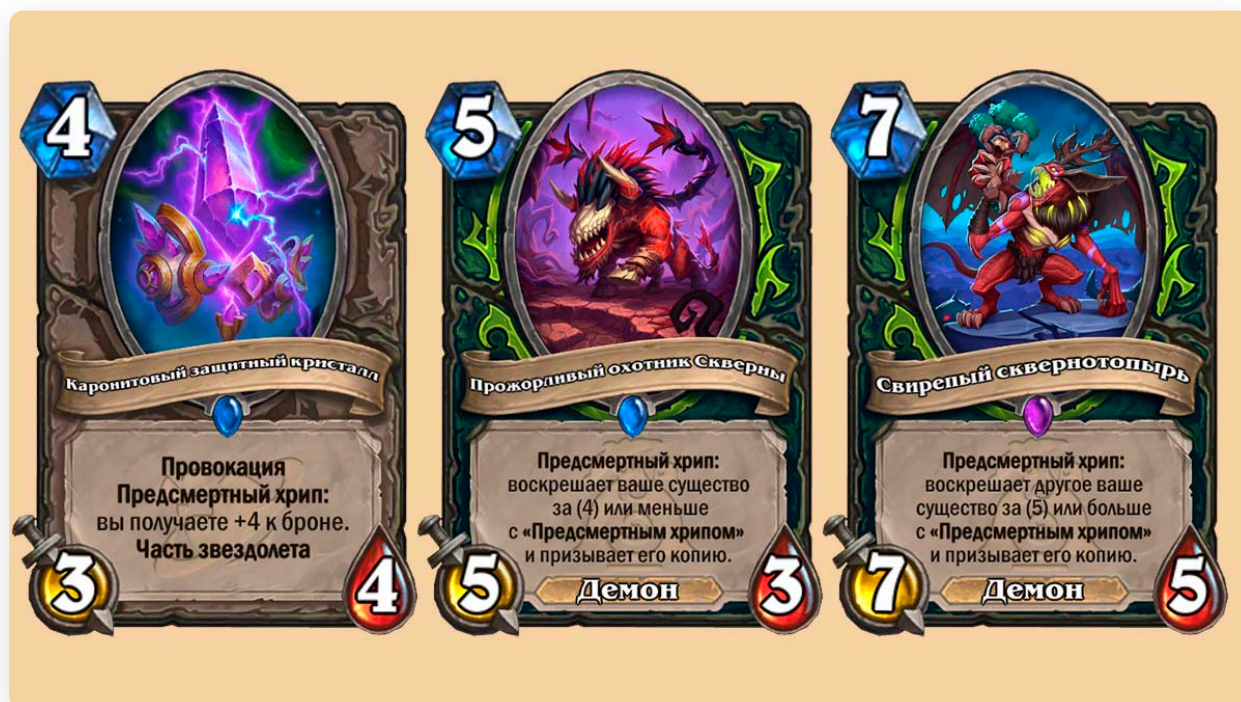 4
Каронитовый защитный кристалл
Провокация
Предсмертный хрип:
вы получаете +4 к броне.
Часть звездолета
3
4
5
Прожорливый охотник Скверны
Предсмертный хрип:
воскрешает ваше существо
за (4) или меньше
с «Предсмертным хрипом»
и призывает его копию.
5
Демон
3
7
Свирепый сквернотопырь
Предсмертный хрип:
воскрешает другое ваше
существо за (5) или больше
с «Предсмертным хрипом»
и призывает его копию.
7
Демон
5